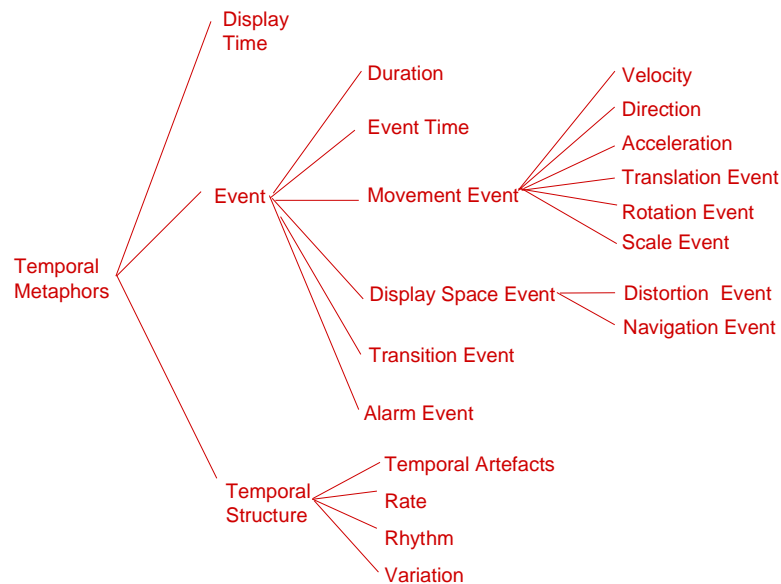 Display
Time
Duration
Event Time
Event
Movement Event
Velocity
Direction
Acceleration
Translation Event
Rotation Event
Scale Event
Temporal
Metaphors
Display Space Event
Distortion Event
Navigation Event
Transition Event
Alarm Event
Temporal
Structure
Temporal Artefacts
Rate
Rhythm
Variation